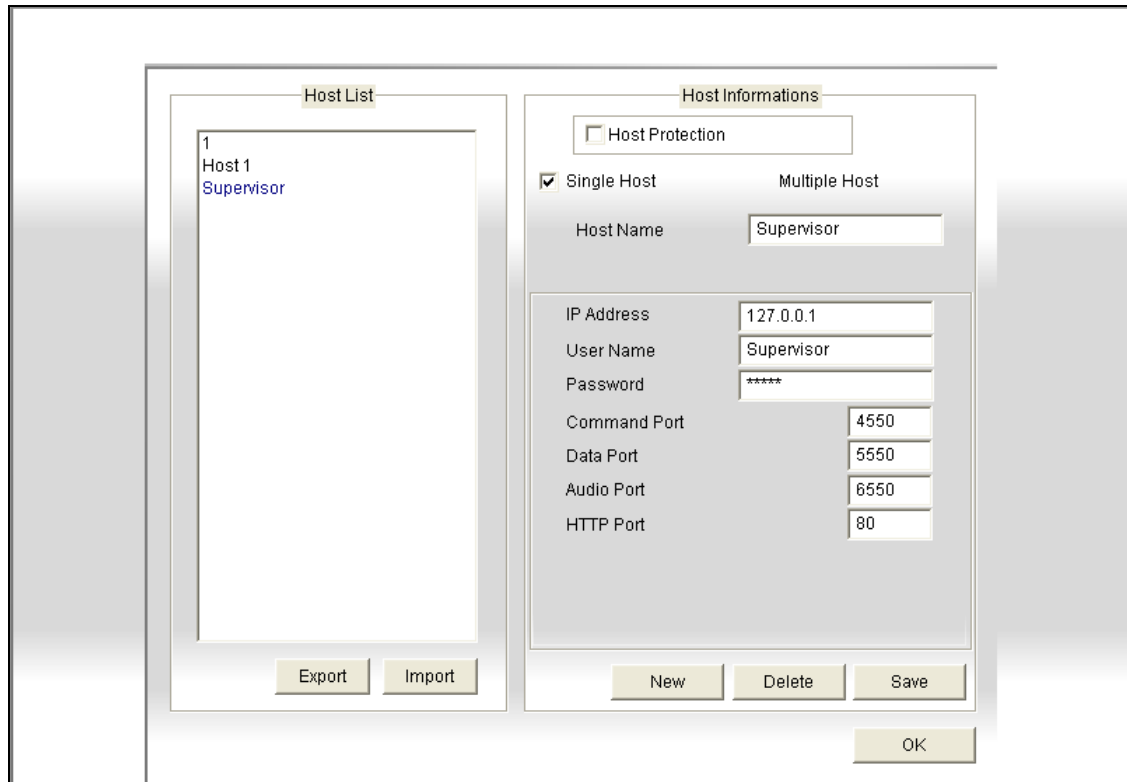 Host List
1
Host 1
Supervisor
Export
Import
Host Informations
Host Protection
Single Host
Multiple Host
Host Name
Supervisor
IP Address
127.0.0.1
User Name
Supervisor
Password
*****
Command Port
4550
Data Port
5550
Audio Port
6550
HTTP Port
80
New
Delete
Save
OK